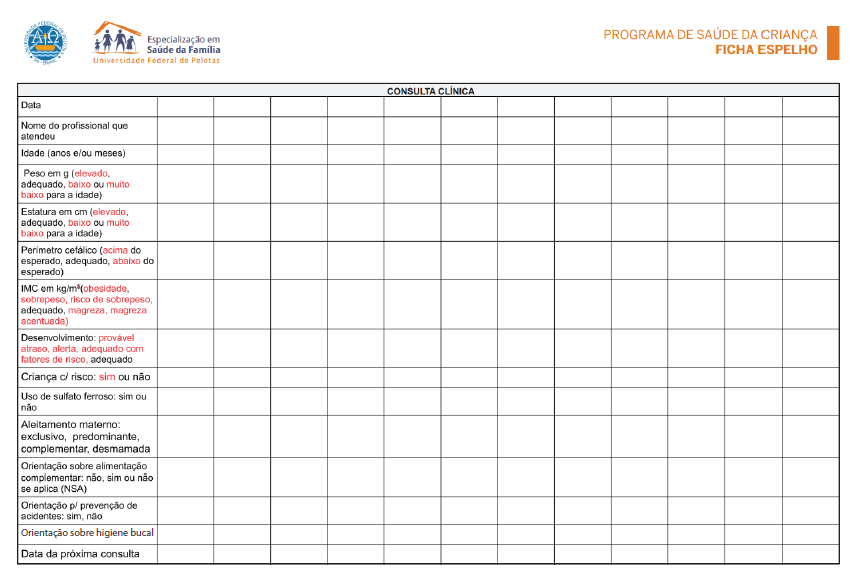 Especialização em
Saúde da Família
Universidade Federal de Pelotas
PROGRAMA DE SAÚDE DA CRIANÇA
FICHA ESPELHO
CONSULTA CLÍNICA
Data
Nome do profissional que
atendeu
Idade (anos e/ou meses)
Peso em g (elevado,
adequado, baixo ou muito
baixo para a idade)
Estatura em cm (elevado,
adequado, baixo ou muito
baixo para a idade)
Perímetro cefálico (acima do
esperado, adequado, abaixo do
esperado)
IMC em kg/m²(obesidade,
sobrepeso, risco de sobrepeso,
adequado, magreza, magreza
acentuada)
Desenvolvimento: provável
atraso, alerta, adequado com
fatores de risco, adequado
Criança c/ risco: sim ou não
Uso de sulfato ferroso: sim ou
não
Aleitamento materno:
exclusivo, predominante,
complementar, desmamada
Orientação sobre alimentação
complementar: não, sim ou não
se aplica (NSA)
Orientação p/ prevenção de
acidentes: sim, não
Orientação sobre higiene bucal
Data da próxima consulta